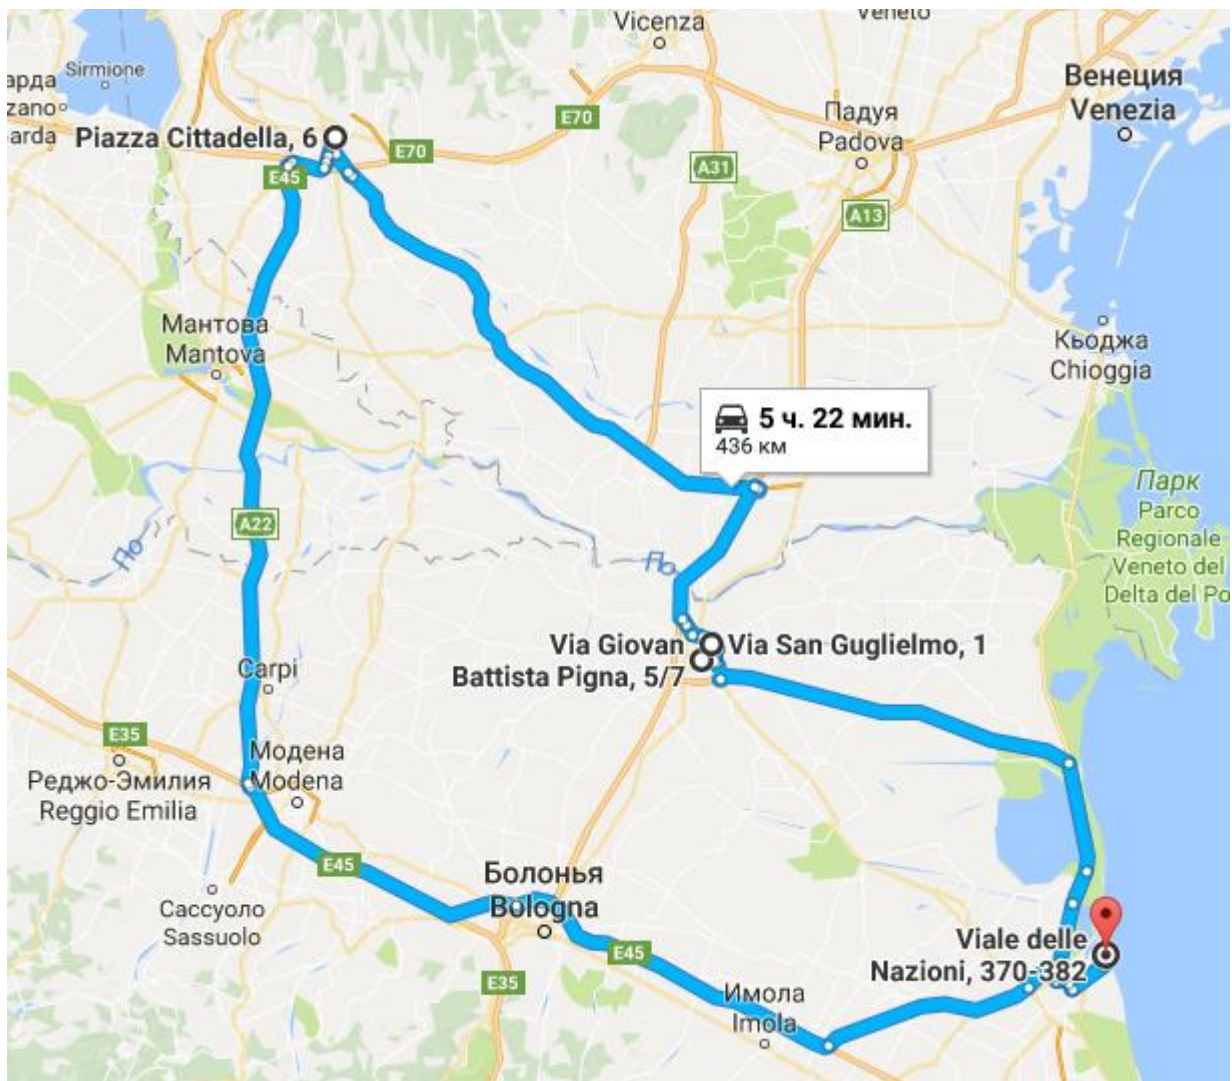 Vicenza
Veneto
Sirmione
арда
zano
arda
Венеция
Venezia
Падуя
Padova
Piazza Cittadella, 6
E70
E70
E45
A31
A13
Мантова
Mantova
Кьоджа
Chioggia
5 ч. 22 мин.
436 км
Парк
Parco
Regionale
Veneto del
Delta del Po
A22
По
По
Via Giovan
Battista Pigna, 5/7
Via San Guglielmo, 1
Carpi
E35
Модена
Modena
Реджо-Эмилия
Reggio Emilia
E45
Болонья
Bologna
Сассуоло
Sassuolo
E45
E35
Viale delle
Nazioni, 370-382
Имола
Imola